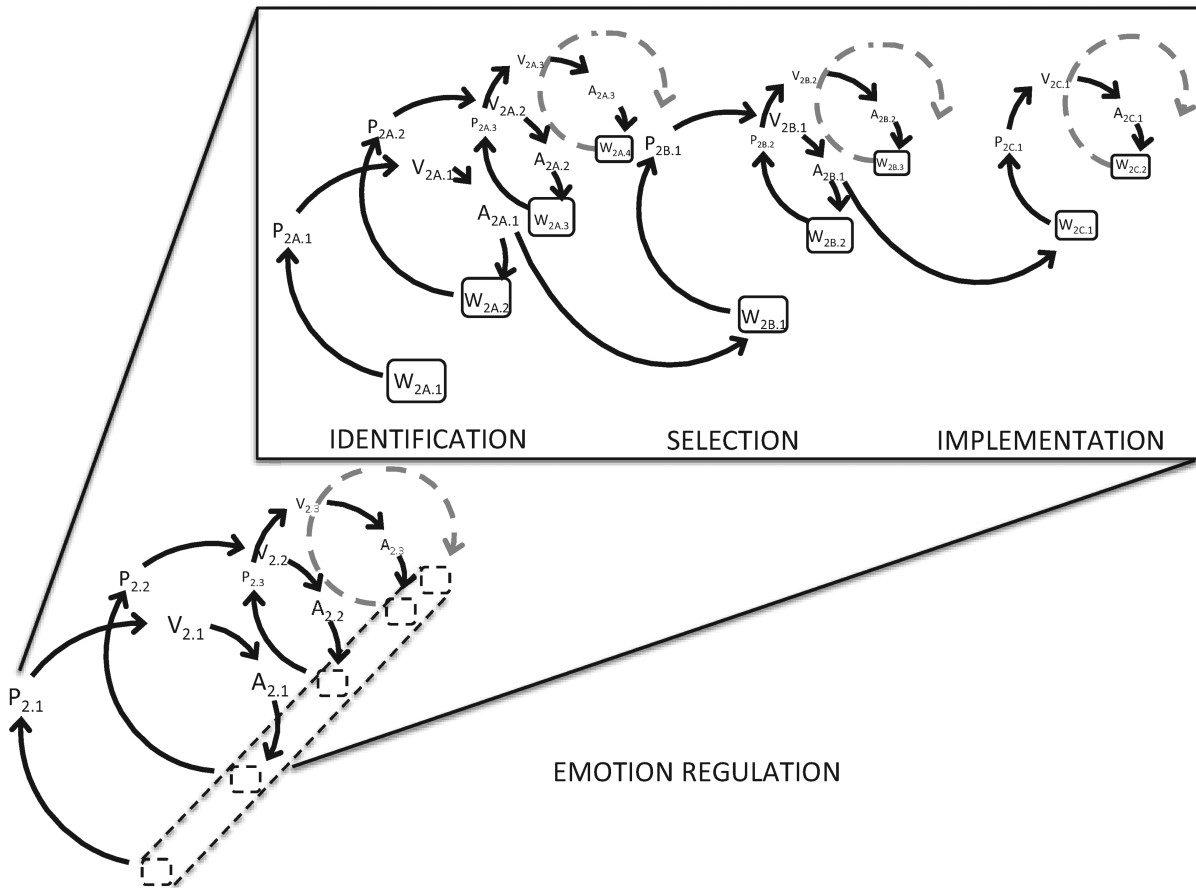 V2A.3
A2A.3
V2A.2
P2A.3
P2A.2
A2A.2
W2A.4
V2A.1
A2A.1
W2A.3
P2A.1
W2A.2
W2A.1
V2B.2
A2B.2
V2B.1
P2B.2
P2B.1
A2B.1
W2B.3
W2B.2
W2B.1
V2C.1
A2C.1
P2C.1
W2C.2
W2C.1
IDENTIFICATION
SELECTION
IMPLEMENTATION
V2.3
A2.3
V2.2
P2.3
P2.2
A2.2
V2.1
A2.1
P2.1
EMOTION REGULATION